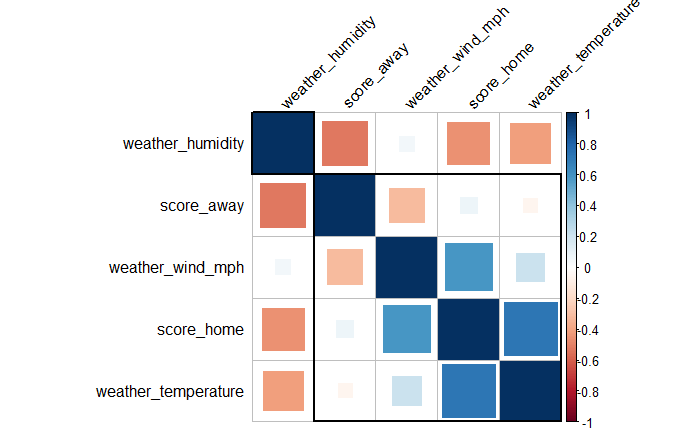 weather_humidity
score_away
weather_wind_mph
score_home
weather_temperature
weather_humidity
score_away
weather_wind_mph
score_home
weather_temperature
1
0.8
0.6
0.4
0.2
0
-0.2
-0.4
-0.6
-0.8
-1